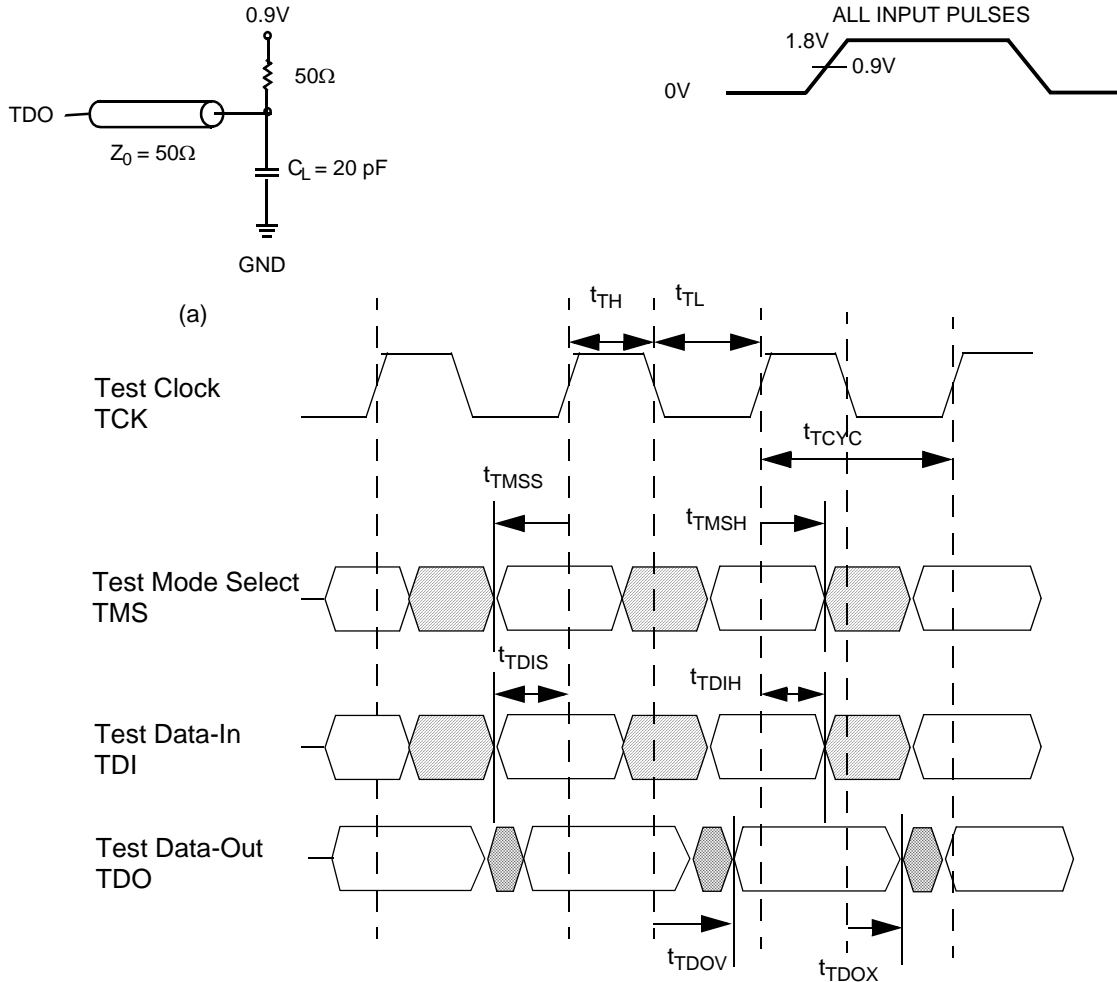 0.9V
50Ω
TDO
Z0 = 50Ω
CL = 20 pF
GND
(a)
ALL INPUT PULSES
1.8V
0.9V
0V
tTH
tTL
Test Clock
TCK
tTCYC
tTMSS
tTMSH
Test Mode Select
TMS
tTDIS
tTDIH
Test Data-In
TDI
Test Data-Out
TDO
tTDOV
tTDOX